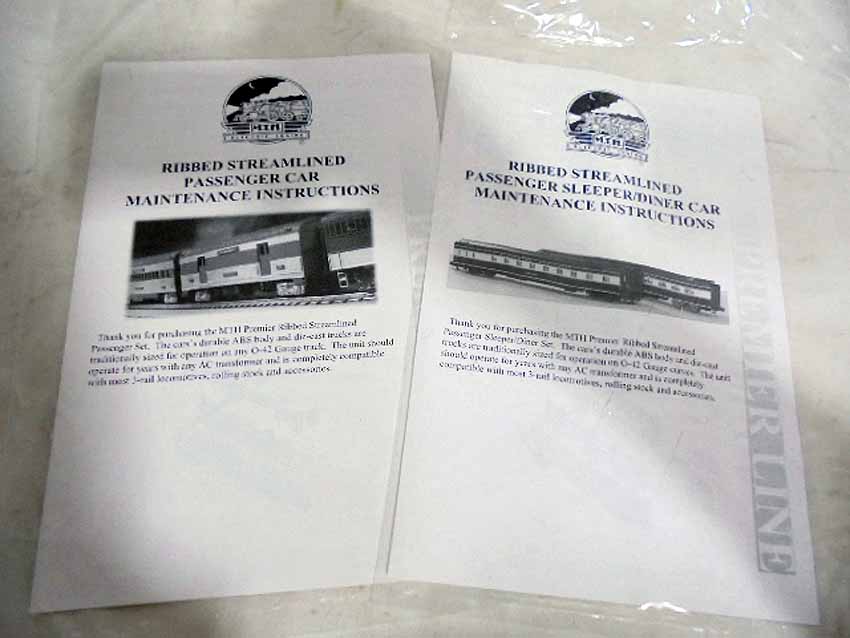 MTH
RIBBED STREAMLINED
PASSENGER CAR
MAINTENANCE INSTRUCTIONS
Thank you for purchasing the MTH Premier Ribbed Streamlined
Passenger Set. The cars's durable ABS body and die-cast trucks are
traditionally sized for operation on any O-42 Gauge track. The unit should
operate for years with any AC transformer and is completely compatible
with most 3-rail locomotives, rolling stock and accessories.
MTH
RIBBED STREAMLINED
PASSENGER SLEEPER/DINER CAR
MAINTENANCE INSTRUCTIONS
Thank you for purchasing the MTH Premier Ribbed Streamlined
Passenger Sleeper/Diner Set. The cars's durable ABS body and die-cast
trucks are traditionally sized for operation on O-42 Gauge curves. The unit
should operate for years with any AC transformer and is completely
compatible with most 3-rail locomotives, rolling stock and accessories.
PREMIER LINE